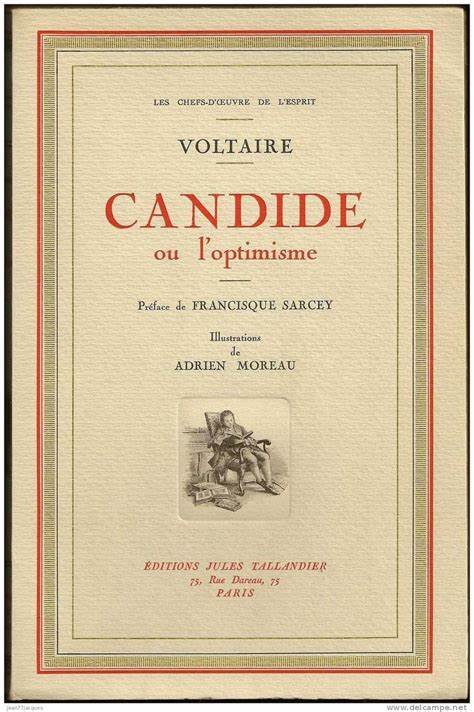 LES CHEFS-D'ŒUVRE DE L'ESPRIT
VOLTAIRE
CANDIDE
ou l'optimisme
Préface de FRANCISQUE SARCEY
Illustrations
de
ADRIEN MOREAU
ÉDITIONS JULES TALLANDIER
75, Rue Dareau, 75
PARIS
jean77jacques
www.delcampe.net